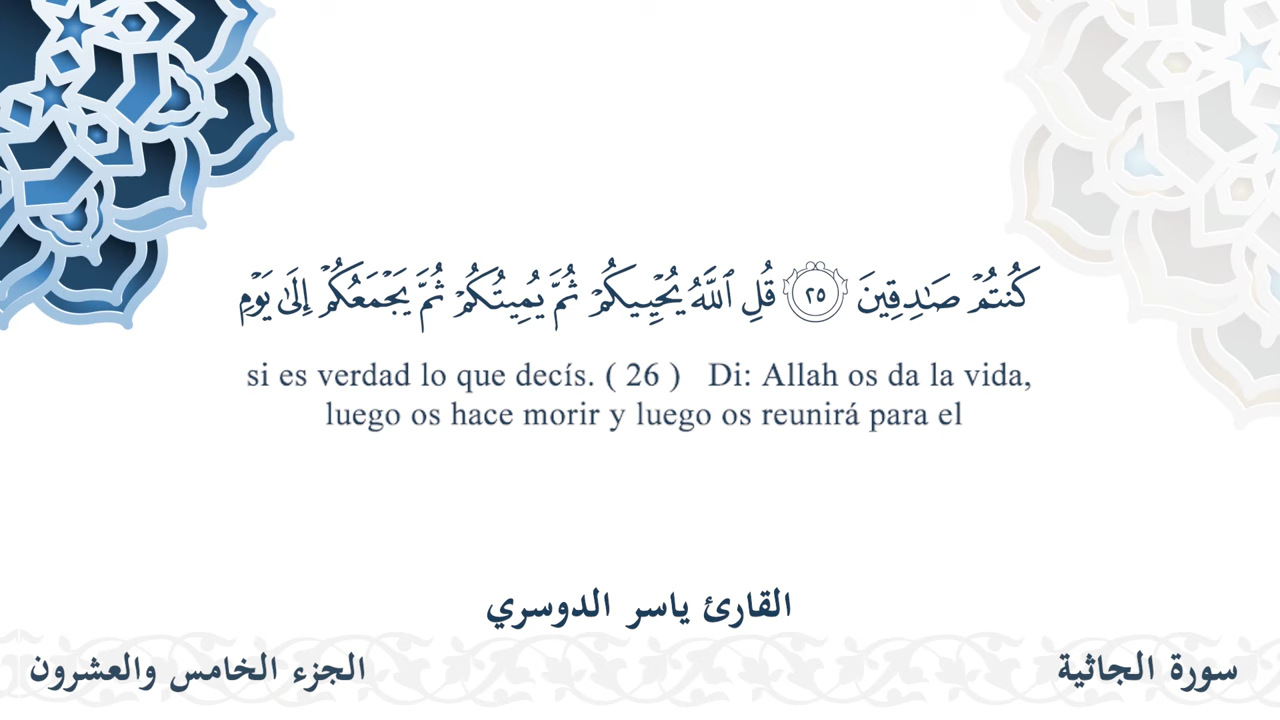 كُنتُمْ صَـٰدِقِينَ ٢٥ قُلِ ٱللَّهُ يُحْيِيكُمْ ثُمَّ يُمِيتُكُمْ ثُمَّ يَجْمَعُكُمْ إِلَىٰ يَوْمِ
si es verdad lo que decís. ( 26 ) Di: Allah os da la vida,
luego os hace morir y luego os reunirá para el
القارئ ياسر الدوسري
سورة الجاثية
الجزء الخامس والعشرون